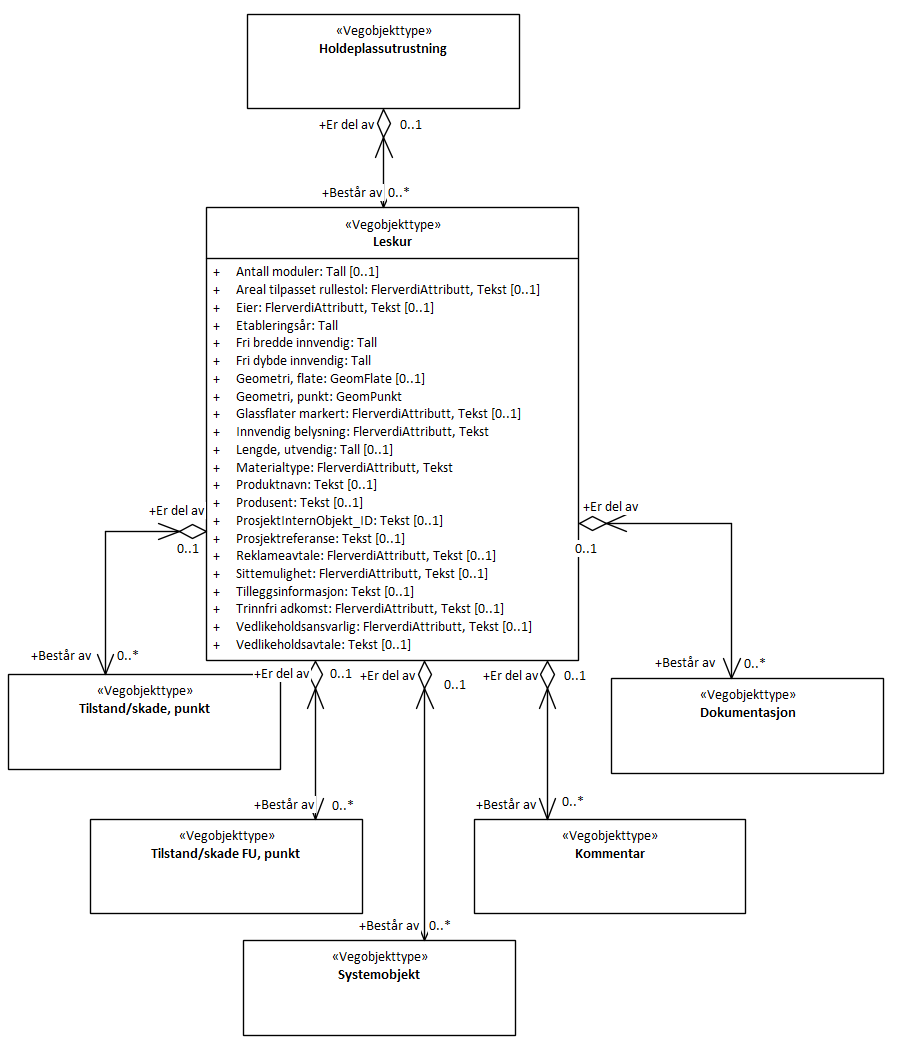 «Vegobjekttype»
Holdeplassutrustning
+Er del av 0..1
+Består av 0..*
«Vegobjekttype»
Leskur
+ Antall moduler: Tall [0..1]
+ Areal tilpasset rullestol: FlerverdiAttributt, Tekst [0..1]
+ Eier: FlerverdiAttributt, Tekst [0..1]
+ Etableringsår: Tall
+ Fri bredde innvendig: Tall
+ Fri dybde innvendig: Tall
+ Geometri, flate: GeomFlate [0..1]
+ Geometri, punkt: GeomPunkt
+ Glassflater markert: FlerverdiAttributt, Tekst [0..1]
+ Innvendig belysning: FlerverdiAttributt, Tekst
+ Lengde, utvendig: Tall [0..1]
+ Materialtype: FlerverdiAttributt, Tekst
+ Produktnavn: Tekst [0..1]
+ Produsent: Tekst [0..1]
+ ProsjektInternObjekt_ID: Tekst [0..1]
+ Prosjektreferanse: Tekst [0..1]
+ Reklameavtale: FlerverdiAttributt, Tekst [0..1]
+ Sittemulighet: FlerverdiAttributt, Tekst [0..1]
+ Tilleggsinformasjon: Tekst [0..1]
+ Trinnfri adkomst: FlerverdiAttributt, Tekst [0..1]
+ Vedlikeholdsansvarlig: FlerverdiAttributt, Tekst [0..1]
+ Vedlikeholdsavtale: Tekst [0..1]
+Er del av
0..1
+Består av 0..*
«Vegobjekttype»
Tilstand/skade, punkt
+Er del av 0..1
+Består av 0..*
«Vegobjekttype»
Tilstand/skade FU, punkt
+Er del av 0..1
+Består av 0..*
«Vegobjekttype»
Systemobjekt
+Er del av 0..1
+Består av 0..*
«Vegobjekttype»
Kommentar
+Er del av
0..1
+Består av 0..*
«Vegobjekttype»
Dokumentasjon